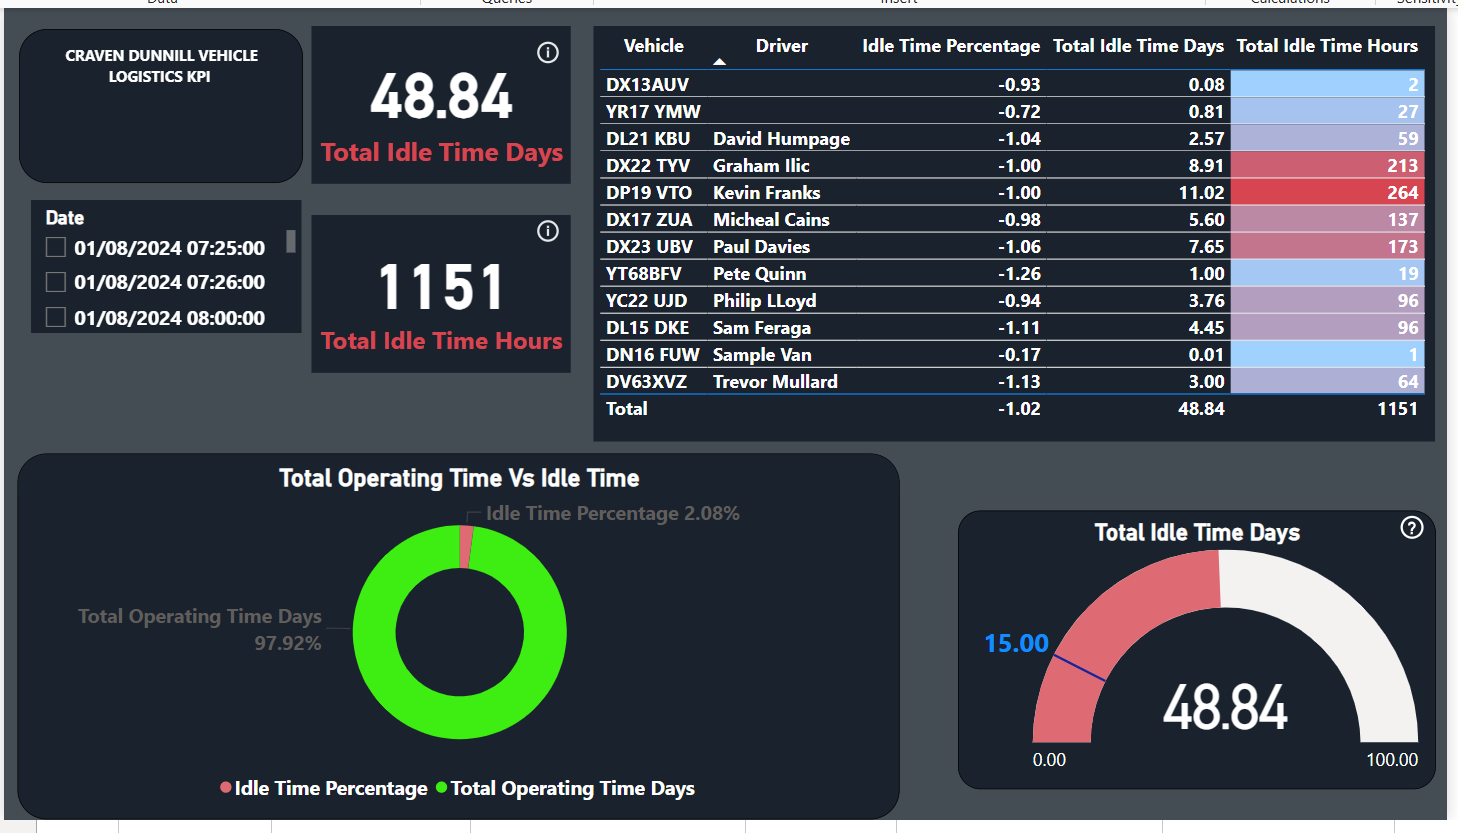 Data
Queries
Insert
Calculations
CRAVEN DUNNILL VEHICLE
LOGISTICS KPI
48.84
Total Idle Time Days
Date
01/08/2024 07:25:00
01/08/2024 07:26:00
01/08/2024 08:00:00
1151
Total Idle Time Hours
Vehicle Driver Idle Time Percentage Total Idle Time Days Total Idle Time Hours
DX13AUV -0.93 0.08 2
YR17 YMW -0.72 0.81 27
DL21 KBU David Humpage -1.04 2.57 59
DX22 TYV Graham Ilic -1.00 8.91 213
DP19 VTO Kevin Franks -1.00 11.02 264
DX17 ZUA Micheal Cains -0.98 5.60 137
DX23 UBV Paul Davies -1.06 7.65 173
YT68BFV Pete Quinn -1.26 1.00 19
YC22 UJD Philip LLoyd -0.94 3.76 96
DL15 DKE Sam Feraga -1.11 4.45 96
DN16 FUW Sample Van -0.17 0.01 1
DV63XVZ Trevor Mullard -1.13 3.00 64
Total -1.02 48.84 1151
Total Operating Time Vs Idle Time
Idle Time Percentage 2.08%
Total Operating Time Days
97.92%
Idle Time Percentage Total Operating Time Days
Total Idle Time Days
15.00
48.84
0.00 100.00